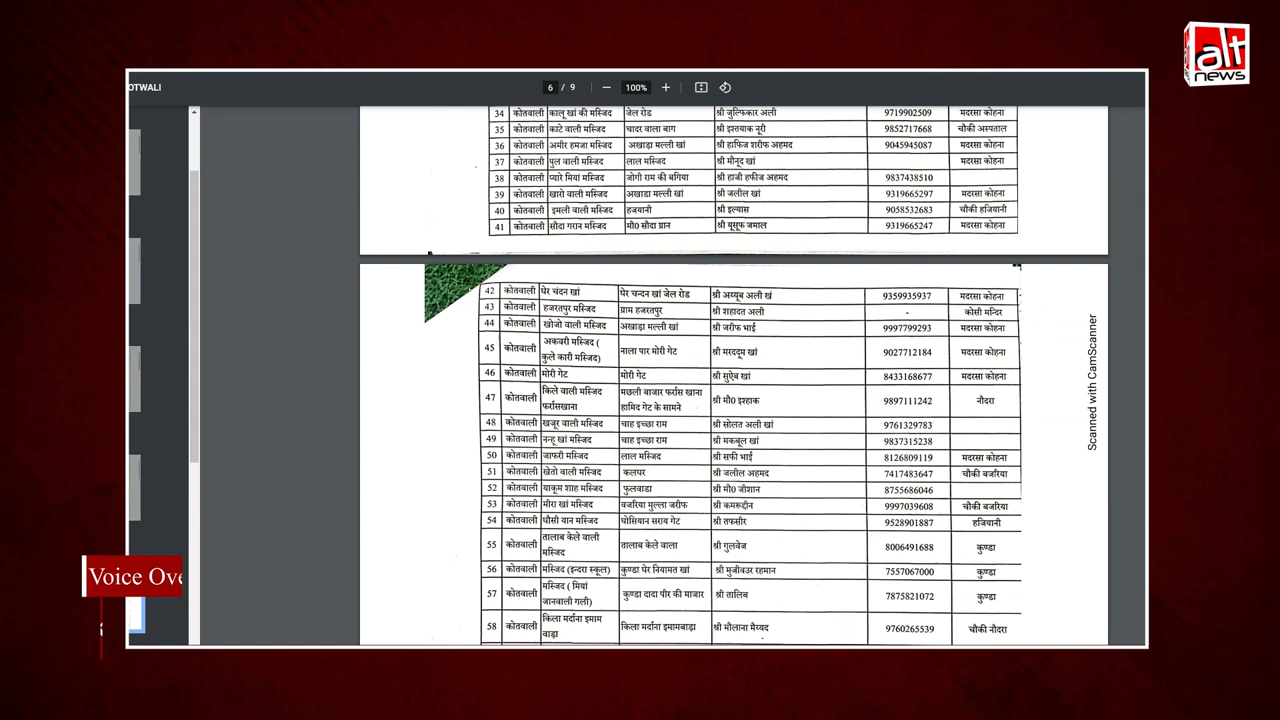 alt
news
OTWALI
6 / 9
100%
34 कोतवाली कालू खां की मस्जिद जेल रोड श्री जुल्फिकार अली 9719902509 मदरसा कोहना
35 कोतवाली काटे वाली मस्जिद चादर वाला बाग श्री इश्तयाक नूरी 9852717668 चौकी अस्पताल
36 कोतवाली अमीर हमजा मस्जिद अखाड़ा मल्ली खां श्री हाफिज शरीफ अहमद 9045945087 मदरसा कोहना
37 कोतवाली पुल वाली मस्जिद लाल मस्जिद श्री मौनूद खां मदरसा कोहना
38 कोतवाली प्यारे मियां मस्जिद जोगी राम की बगिया श्री हाजी हफीज अहमद 9837438510
39 कोतवाली खारो वाली मस्जिद अखाडा मल्ली खां श्री जलील खां 9319665297 मदरसा कोहना
40 कोतवाली इमली वाली मस्जिद हजयानी श्री इल्यास 9058532683 चौकी हजियानी
41 कोतवाली सौदा गरान मस्जिद मौ0 सौदा ग्रान श्री यूसूफ जमाल 9319665247 मदरसा कोहना
42 कोतवाली घेर चंदन खां घेर चन्दन खां जेल रोड श्री अय्यूब अली खं 9359935937 मदरसा कोहना
43 कोतवाली हजरतपुर मस्जिद ग्राम हजरतपुर श्री शहादत अली - कोसी मन्दिर
44 कोतवाली खोजो वाली मस्जिद अखाड़ा मल्ली खां श्री जरीफ भाई 9997799293 मदरसा कोहना
45 कोतवाली अकवरी मस्जिद (
कुले कारी मस्जिद) नाला पार मोरी गेट श्री मरददूम खां 9027712184 मदरसा कोहना
46 कोतवाली मोरी गेट मोरी गेट श्री सुऐब खां 8433168677 मदरसा कोहना
47 कोतवाली किले वाली मस्जिद मछली बाजार फर्रास खाना
फर्रासखाना हामिद गेट के सामने श्री मौ0 इश्हाक 9897111242 नौदरा
48 कोतवाली खजूर वाली मस्जिद चाह इच्छा राम श्री सोलत अली खां 9761329783
49 कोतवाली नन्हू खां मस्जिद चाह इच्छा राम श्री मकबूल खां 9837315238
50 कोतवाली जाफरी मस्जिद लाल मस्जिद श्री सफी भाई 8126809119 मदरसा कोहना
51 कोतवाली खेतो वाली मस्जिद कलघर श्री जलील अहमद 7417483647 चौकी बजरिया
52 कोतवाली याकूम शाह मस्जिद फुलवाडा श्री मौ0 जीशान 8755686046
53 कोतवाली मीरा खां मस्जिद वजरिया मुल्ला जरीफ श्री कमरूद्दीन 9997039608 चौकी बजरिया
54 कोतवाली घौसी यान मस्जिद घोसियान सराय गेट श्री तफसीर 9528901887 हजियानी
55 कोतवाली तालाब केले वाली
मस्जिद तालाब केले वाला श्री गुलवेज 8006491688 कुण्डा
56 कोतवाली मस्जिद (इन्दरा स्कूल) कुण्डा घेर नियामत खां श्री मुजीवउर रहमान 7557067000 कुण्डा
57 कोतवाली मस्जिद ( मियां
जानवाली गली) कुण्डा दादा पीर की माजार श्री तालिब 7875821072 कुण्डा
58 कोतवाली किला मर्दाना इमाम
वाड़ा किला मर्दाना इमामबाड़ा श्री मौलाना मैय्यद 9760265539 चौकी नौदरा
Scanned with CamScanner
Voice Ove